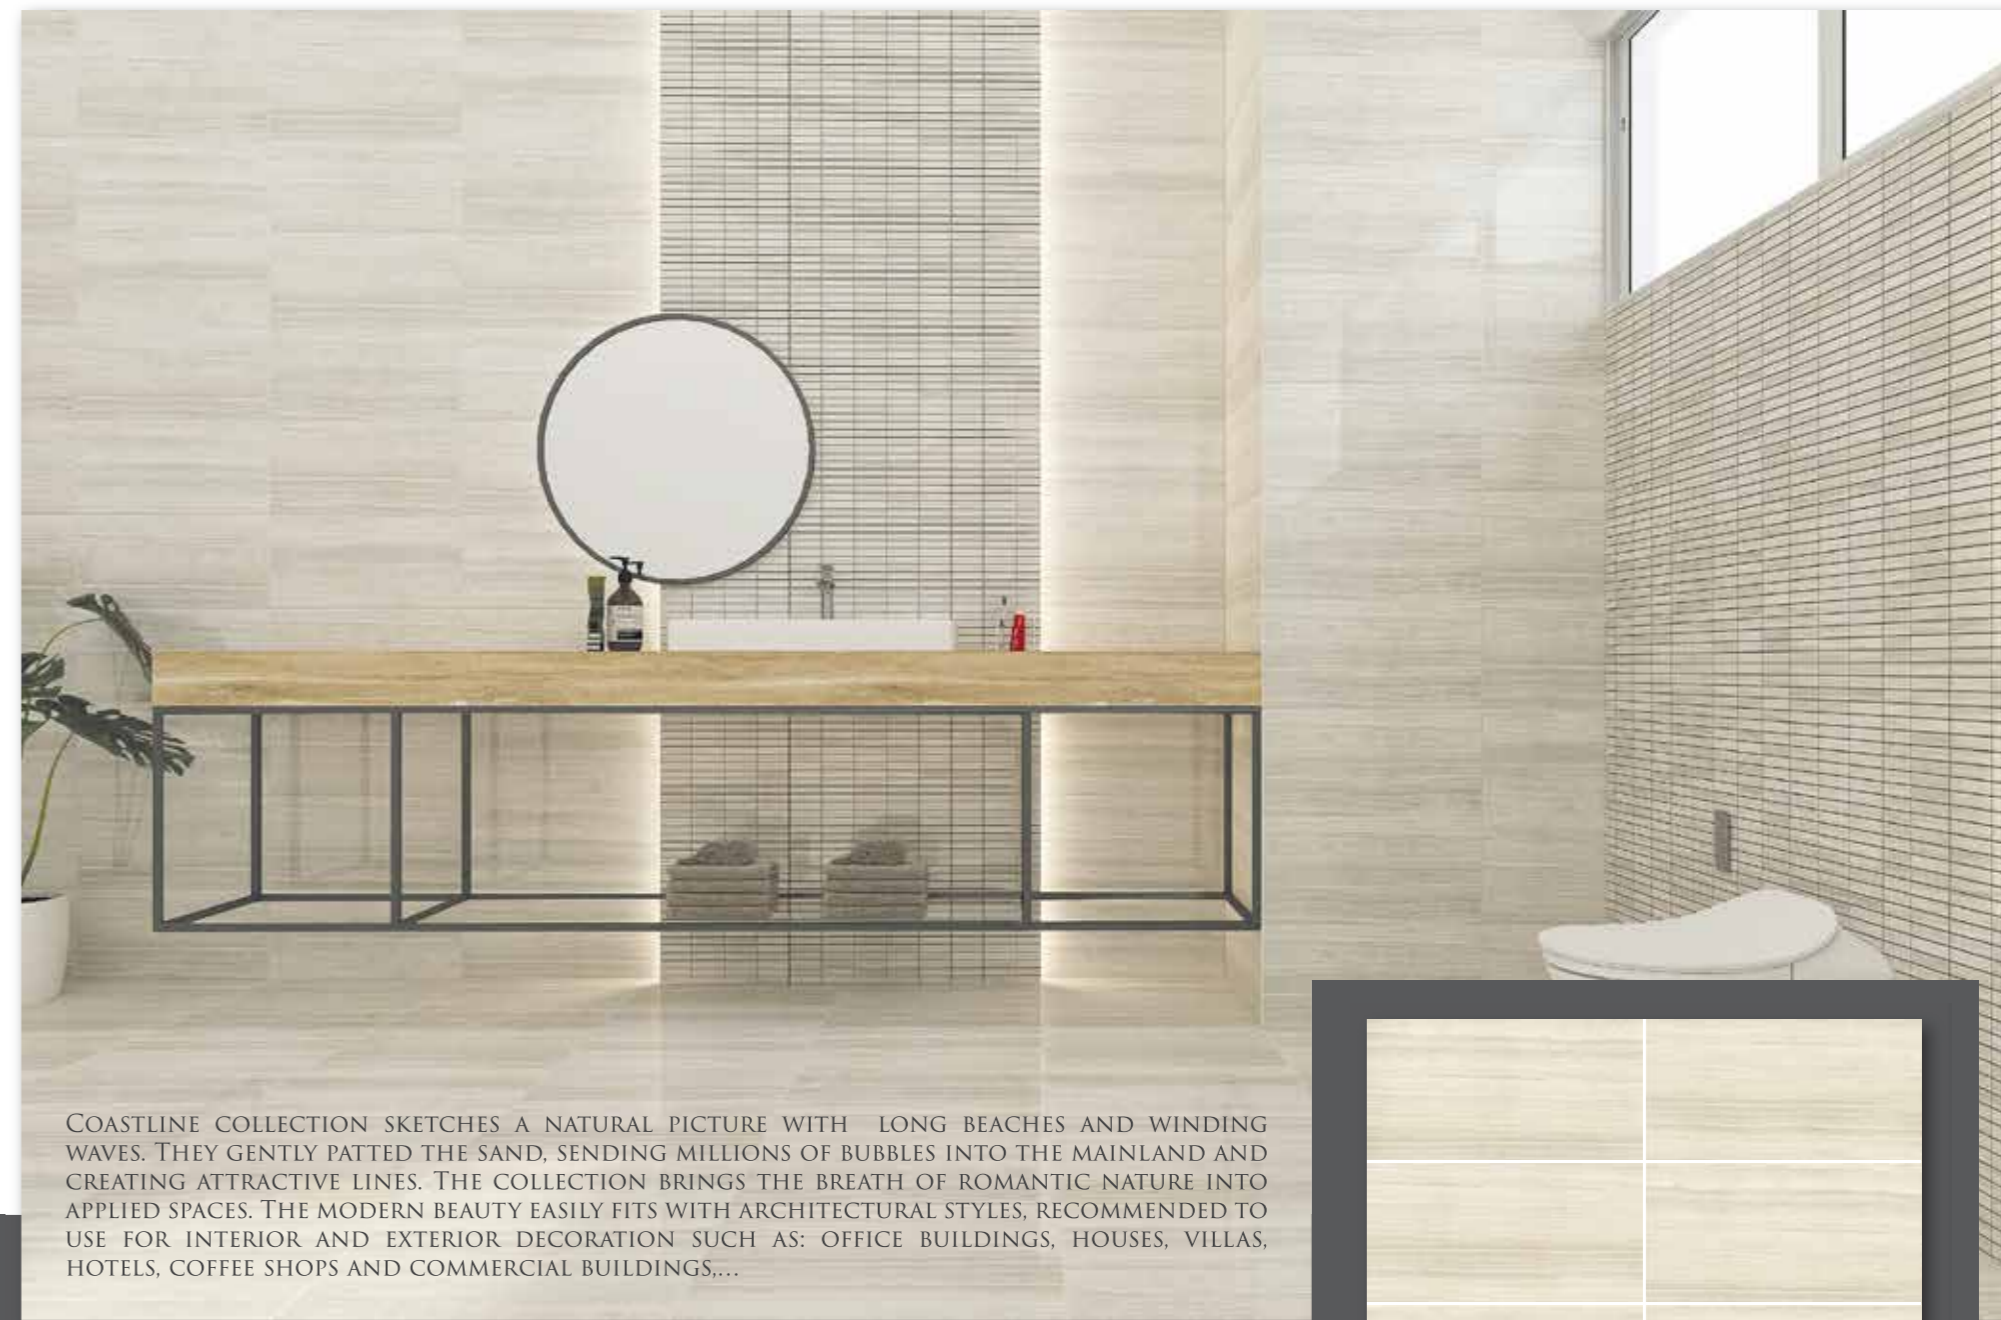 Coastline collection sketches a natural picture with long beaches and winding
waves. They gently patted the sand, sending millions of bubbles into the mainland and
creating attractive lines. The collection brings the breath of romantic nature into
applied spaces. The modern beauty easily fits with architectural styles, recommended to
use for interior and exterior decoration such as: office buildings, houses, villas,
hotels, coffee shops and commercial buildings,...